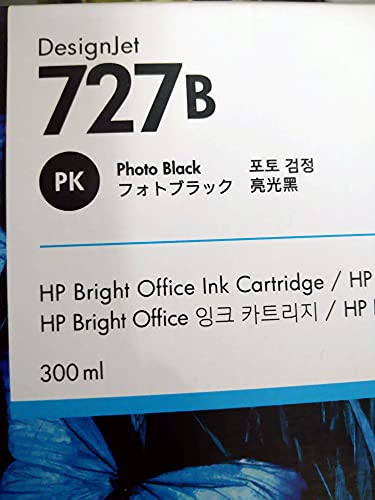 DesignJet
727B
PK
Photo Black 포토 검정
フォトブラック 亮光黑
HP Bright Office Ink Cartridge / HP
HP Bright Office 잉크 카트리지 / HP
300 ml